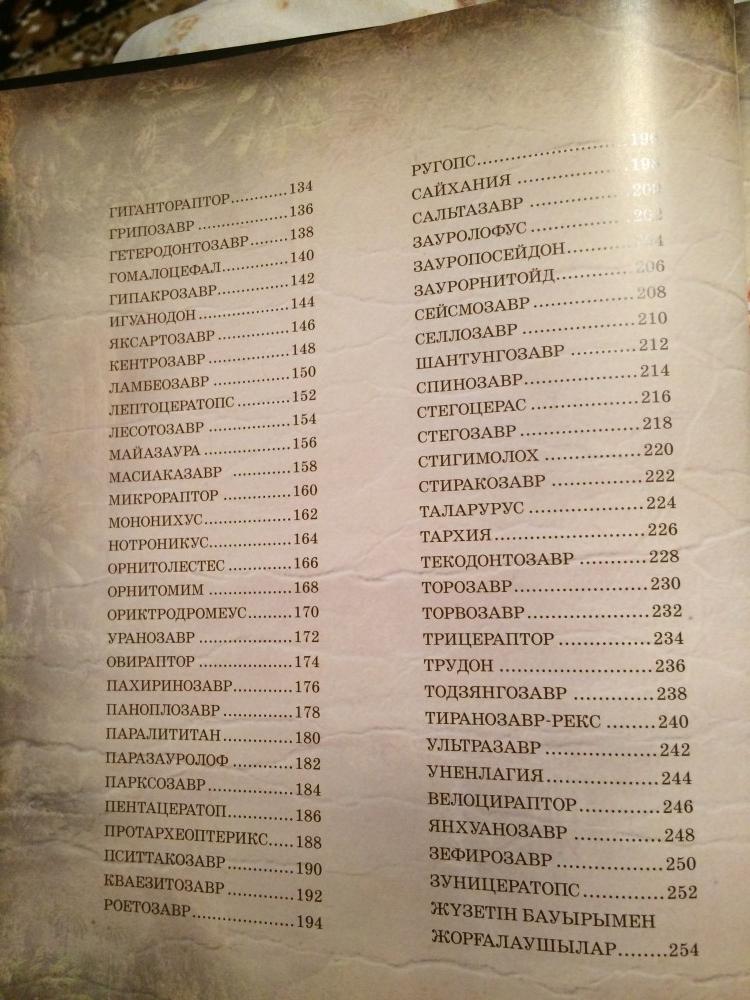 ГИГАНТОРАПТОР............134
ГРИПОЗАВР ................136
ГЕТЕРОДОНТОЗАВР.........138
ГОМАЛОЦЕФАЛ..............140
ГИПАКРОЗАВР...............142
ИГУАНОДОН..................144
ЯКСАРТОЗАВР...............146
КЕНТРОЗАВР ................148
ЛАМБЕОЗАВР ................150
ЛЕПТОЦЕРАТОПС............152
ЛЕСОТОЗАВР .................154
МАЙАЗАУРА ..................156
МАСИАКАЗАВР ..............158
МИКРОРАПТОР ..............160
МОНОНИХУС..................162
НОТРОНИКУС.................164
ОРНИТОЛЕСТЕС ..............166
ОРНИТОМИМ .................168
ОРИКТРОДРОМЕУС..........170
УРАНОЗАВР ...................172
ОВИРАПТОР ...................174
ПАХИРИНОЗАВР.............176
ПАНОПЛОЗАВР ...............178
ПАРАЛИТИТАН...............180
ПАРАЗАУРОЛОФ .............182
ПАРКСОЗАВР .................184
ПЕНТАЦЕРАТОП..............186
ПРОТАРХЕОПТЕРИКС......188
ПСИТТАКОЗАВР ..............190
КВАЕЗИТОЗАВР ..............192
РОЕТОЗАВР....................194
РУГОПС........................196
САЙХАНИЯ ...................198
САЛЬТАЗАВР .................200
ЗАУРОЛОФУС .................202
ЗАУРОПОСЕЙДОН............
ЗАУРОРНИТОЙД..............206
СЕЙСМОЗАВР .................208
СЕЛЛОЗАВР ...................210
ШАНТУНГОЗАВР ............212
СПИНОЗАВР...................214
СТЕГОЦЕРАС ..................216
СТЕГОЗАВР ....................218
СТИГИМОЛОХ .................220
СТИРАКОЗАВР ................222
ТАЛАРУРУС ....................224
ТАРХИЯ.........................226
ТЕКОДОНТОЗАВР ............228
ТОРОЗАВР......................230
ТОРВОЗАВР....................232
ТРИЦЕРАПТОР ...............234
ТРУДОН .........................236
ТОДЗЯНГОЗАВР ..............238
ТИРАНОЗАВР-РЕКС ........240
УЛЬТРАЗАВР ..................242
УНЕНЛАГИЯ...................244
ВЕЛОЦИРАПТОР..............246
ЯНХУАНОЗАВР ...............248
ЗЕФИРОЗАВР .................250
ЗУНИЦЕРАТОПС .............252
ЖҮЗЕТІН БАУЫРЫМЕН
ЖОРҒАЛАУШЫЛАР........254